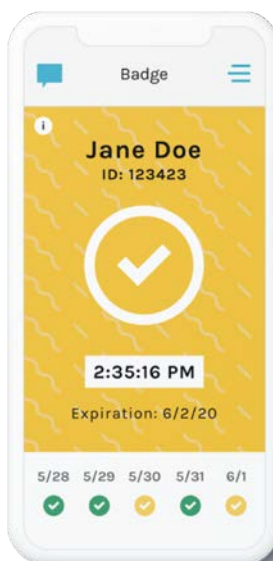 Badge
i
Jane Doe
ID: 123423
2:35:16 PM
Expiration: 6/2/20
5/28 5/29 5/30 5/31 6/1